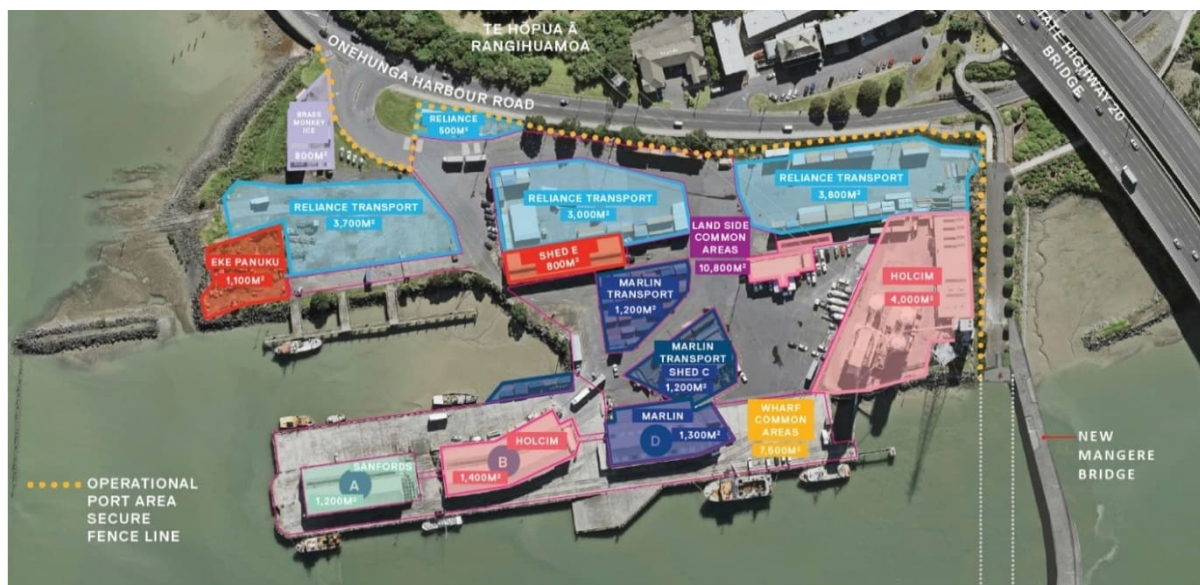 TE HŌPUA Ā
RANGIHUAMOA
ONEHUNGA HARBOUR ROAD
STATE HIGHWAY 20
BRIDGE
BRASS
MONKEY
ICE
800M²
RELIANCE
500M²
RELIANCE TRANSPORT
3,700M²
RELIANCE TRANSPORT
3,000M²
RELIANCE TRANSPORT
3,800M²
EKE PANUKU
1,100M²
SHED E
800M²
LAND SIDE
COMMON
AREAS
10,800M²
MARLIN
TRANSPORT
1,200M²
HOLCIM
4,000M²
MARLIN
TRANSPORT
SHED C
1,200M²
MARLIN
D
1,300M²
WHARF
COMMON
AREAS
7,600M²
HOLCIM
B
1,400M²
SANFORDS
A
1,200M²
NEW
MANGERE
BRIDGE
OPERATIONAL
PORT AREA
SECURE
FENCE LINE